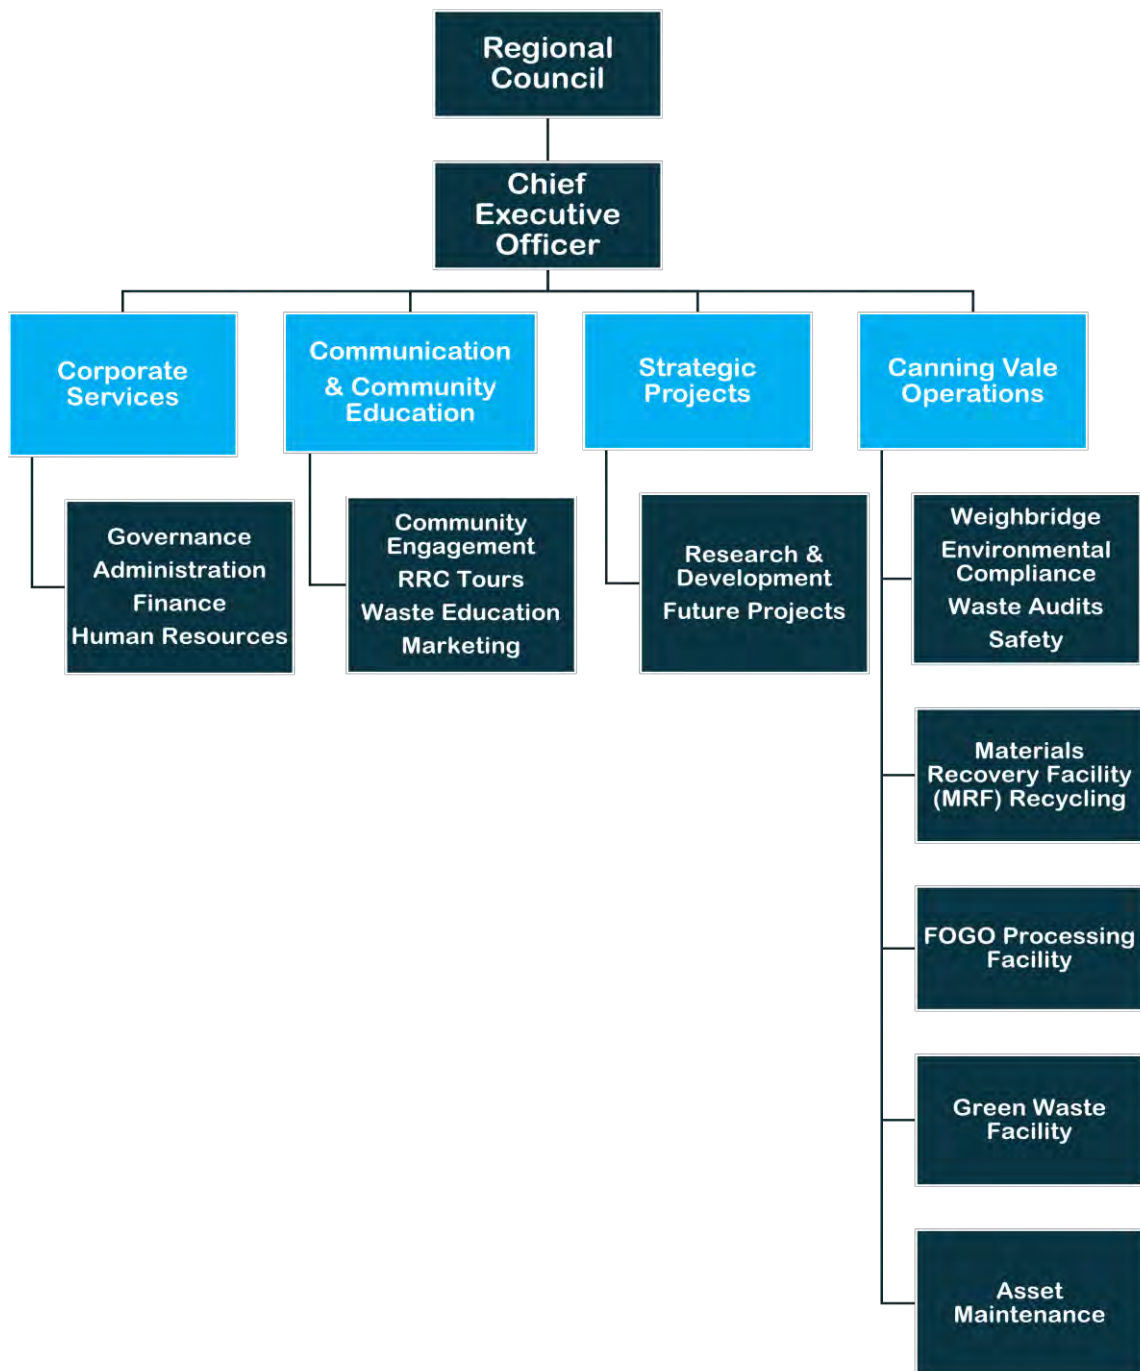 Regional
Council
Chief
Executive
Officer
Corporate
Services
Communication
& Community
Education
Strategic
Projects
Canning Vale
Operations
Governance
Administration
Finance
Human Resources
Community
Engagement
RRC Tours
Waste Education
Marketing
Research &
Development
Future Projects
Weighbridge
Environmental
Compliance
Waste Audits
Safety
Materials
Recovery Facility
(MRF) Recycling
FOGO Processing
Facility
Green Waste
Facility
Asset
Maintenance